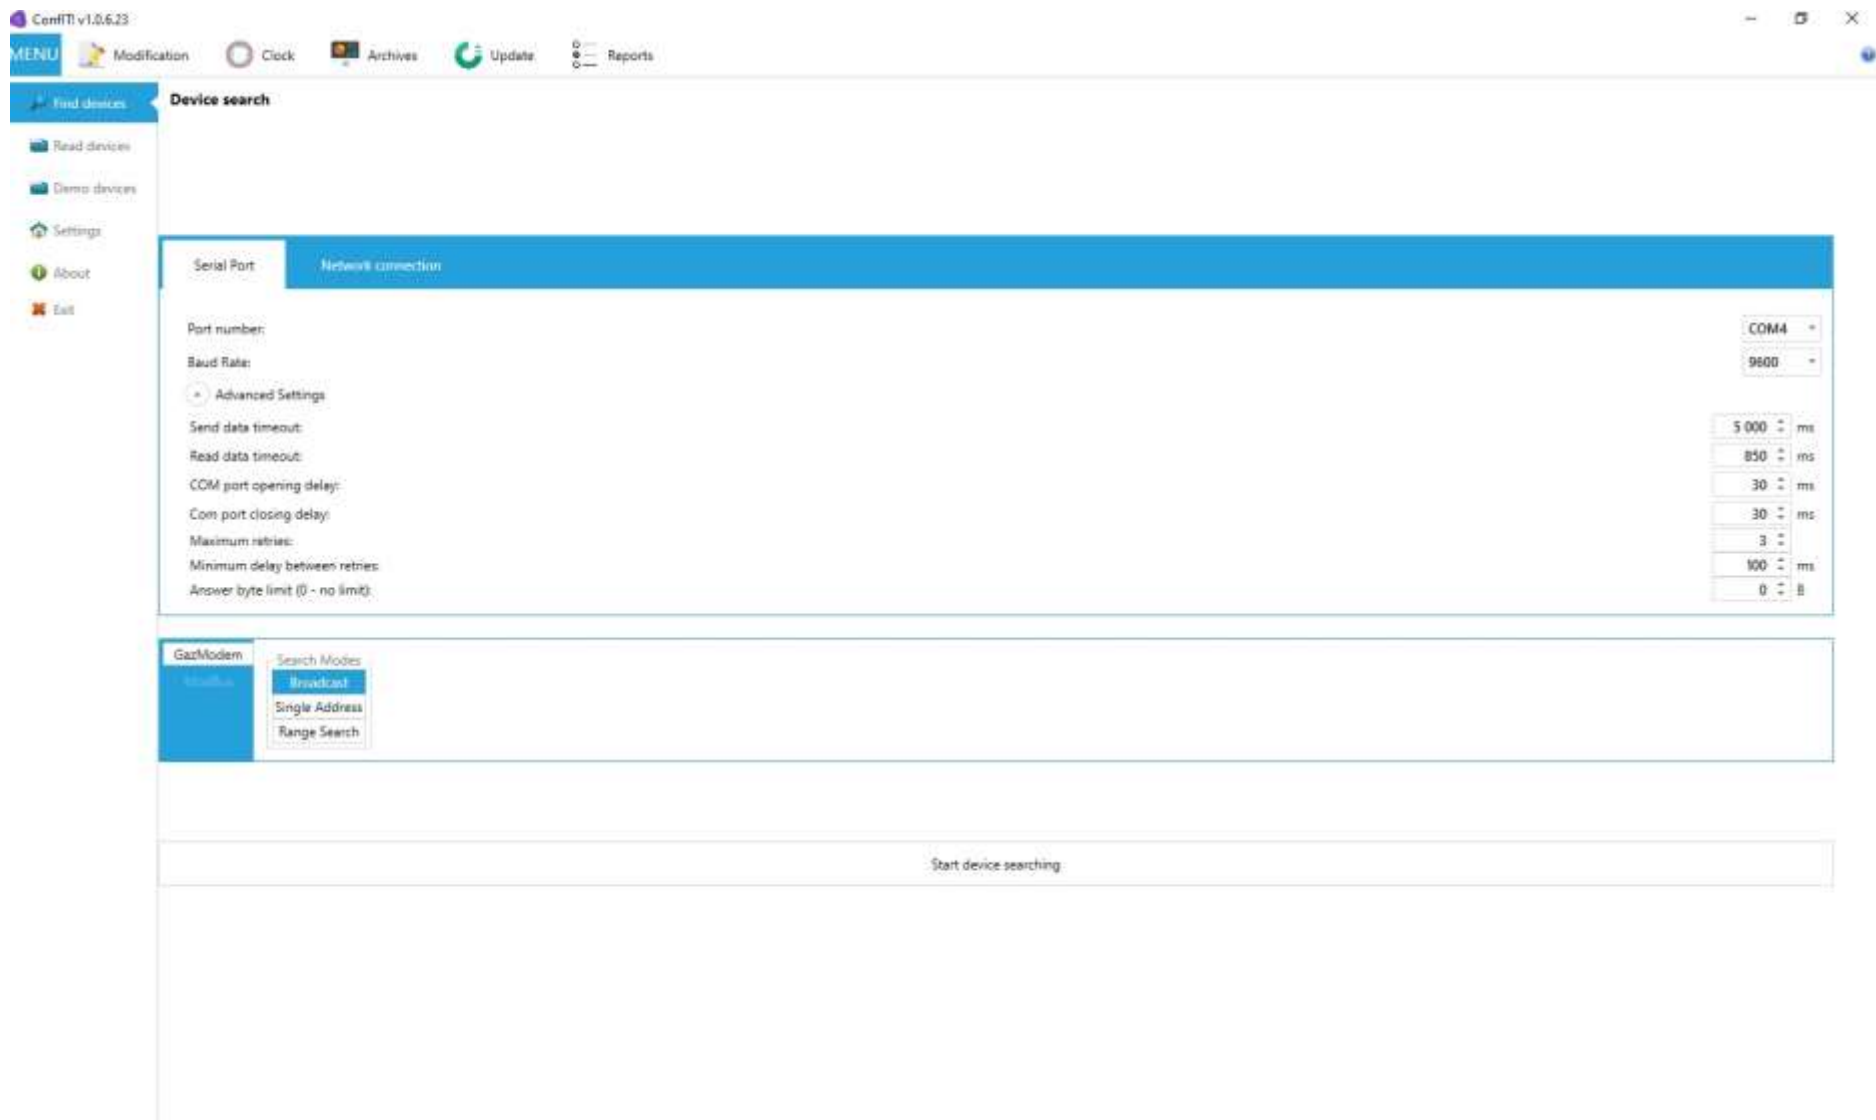 ConfIT! v1.0.6.23
MENU Modification Clock Archives Update Reports
Find devices
Device search
Read devices
Demo devices
Settings
About
Exit
Serial Port Network connection
Port number: COM4
Baud Rate: 9600
Advanced Settings
Send data timeout: 5 000 ms
Read data timeout: 850 ms
COM port opening delay: 30 ms
Com port closing delay: 30 ms
Maximum retries: 3
Minimum delay between retries: 100 ms
Answer byte limit (0 - no limit): 0 B
GazModem
ModBus
Search Modes
Broadcast
Single Address
Range Search
Start device searching